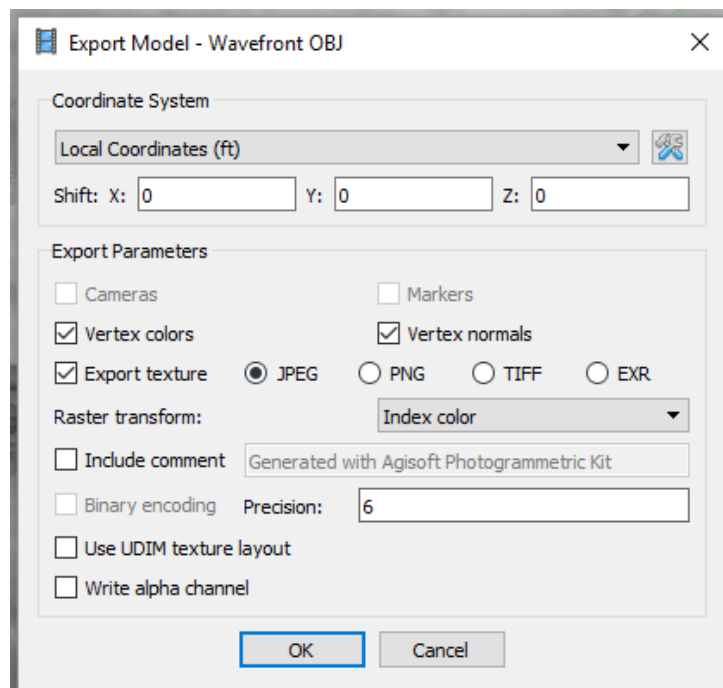 Export Model - Wavefront OBJ
Coordinate System
Local Coordinates (ft)
Shift: X: 0 Y: 0 Z: 0
Export Parameters
Cameras Markers
Vertex colors Vertex normals
Export texture JPEG PNG TIFF EXR
Raster transform: Index color
Include comment Generated with Agisoft Photogrammetric Kit
Binary encoding Precision: 6
Use UDIM texture layout
Write alpha channel
OK Cancel